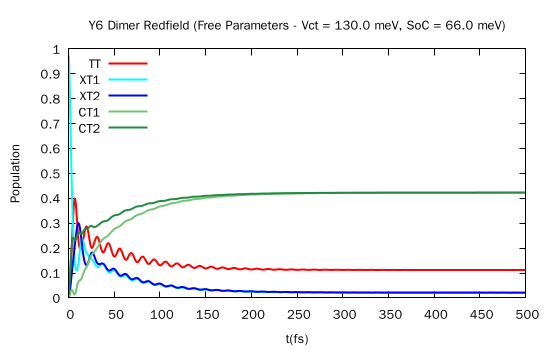 Y6 Dimer Redfield (Free Parameters - Vct = 130.0 meV, SoC = 66.0 meV)
1
0.9
0.8
0.7
0.6
0.5
0.4
0.3
0.2
0.1
0
Population
TT
XT1
XT2
CT1
CT2
0 50 100 150 200 250 300 350 400 450 500
t(fs)